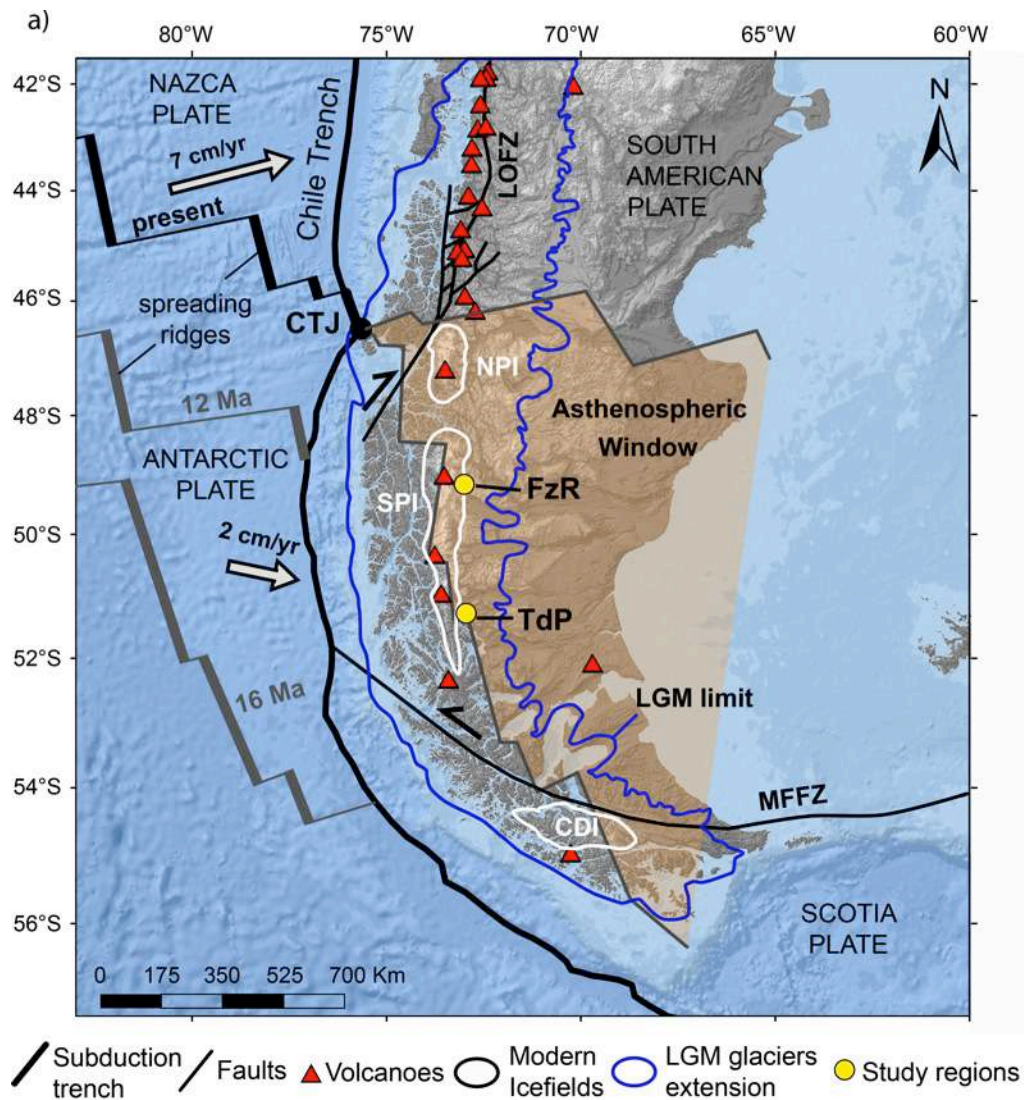 a)
80°W 75°W 70°W 65°W 60°W
42°S
44°S
46°S
48°S
50°S
52°S
54°S
56°S
NAZCA
PLATE
7 cm/yr
Chile Trench
present
spreading
ridges
CTJ
LOFZ
SOUTH
AMERICAN
PLATE
N
12 Ma
ANTARCTIC
PLATE
2 cm/yr
16 Ma
NPI
SPI
Asthenospheric
Window
FzR
TdP
LGM limit
MFFZ
CDI
SCOTIA
PLATE
0 175 350 525 700 Km
Subduction
trench
Faults
Volcanoes
Modern
Icefields
LGM glaciers
extension
Study regions